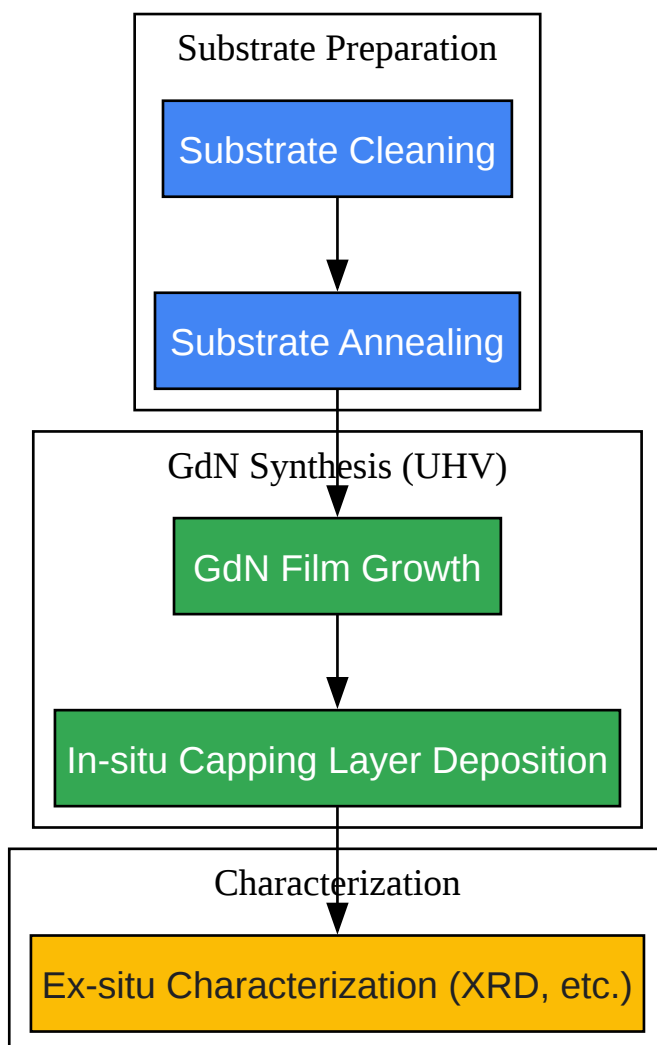 Substrate Preparation
Substrate Cleaning
Substrate Annealing
GdN Synthesis (UHV)
GdN Film Growth
In-situ Capping Layer Deposition
Characterization
Ex-situ Characterization (XRD, etc.)